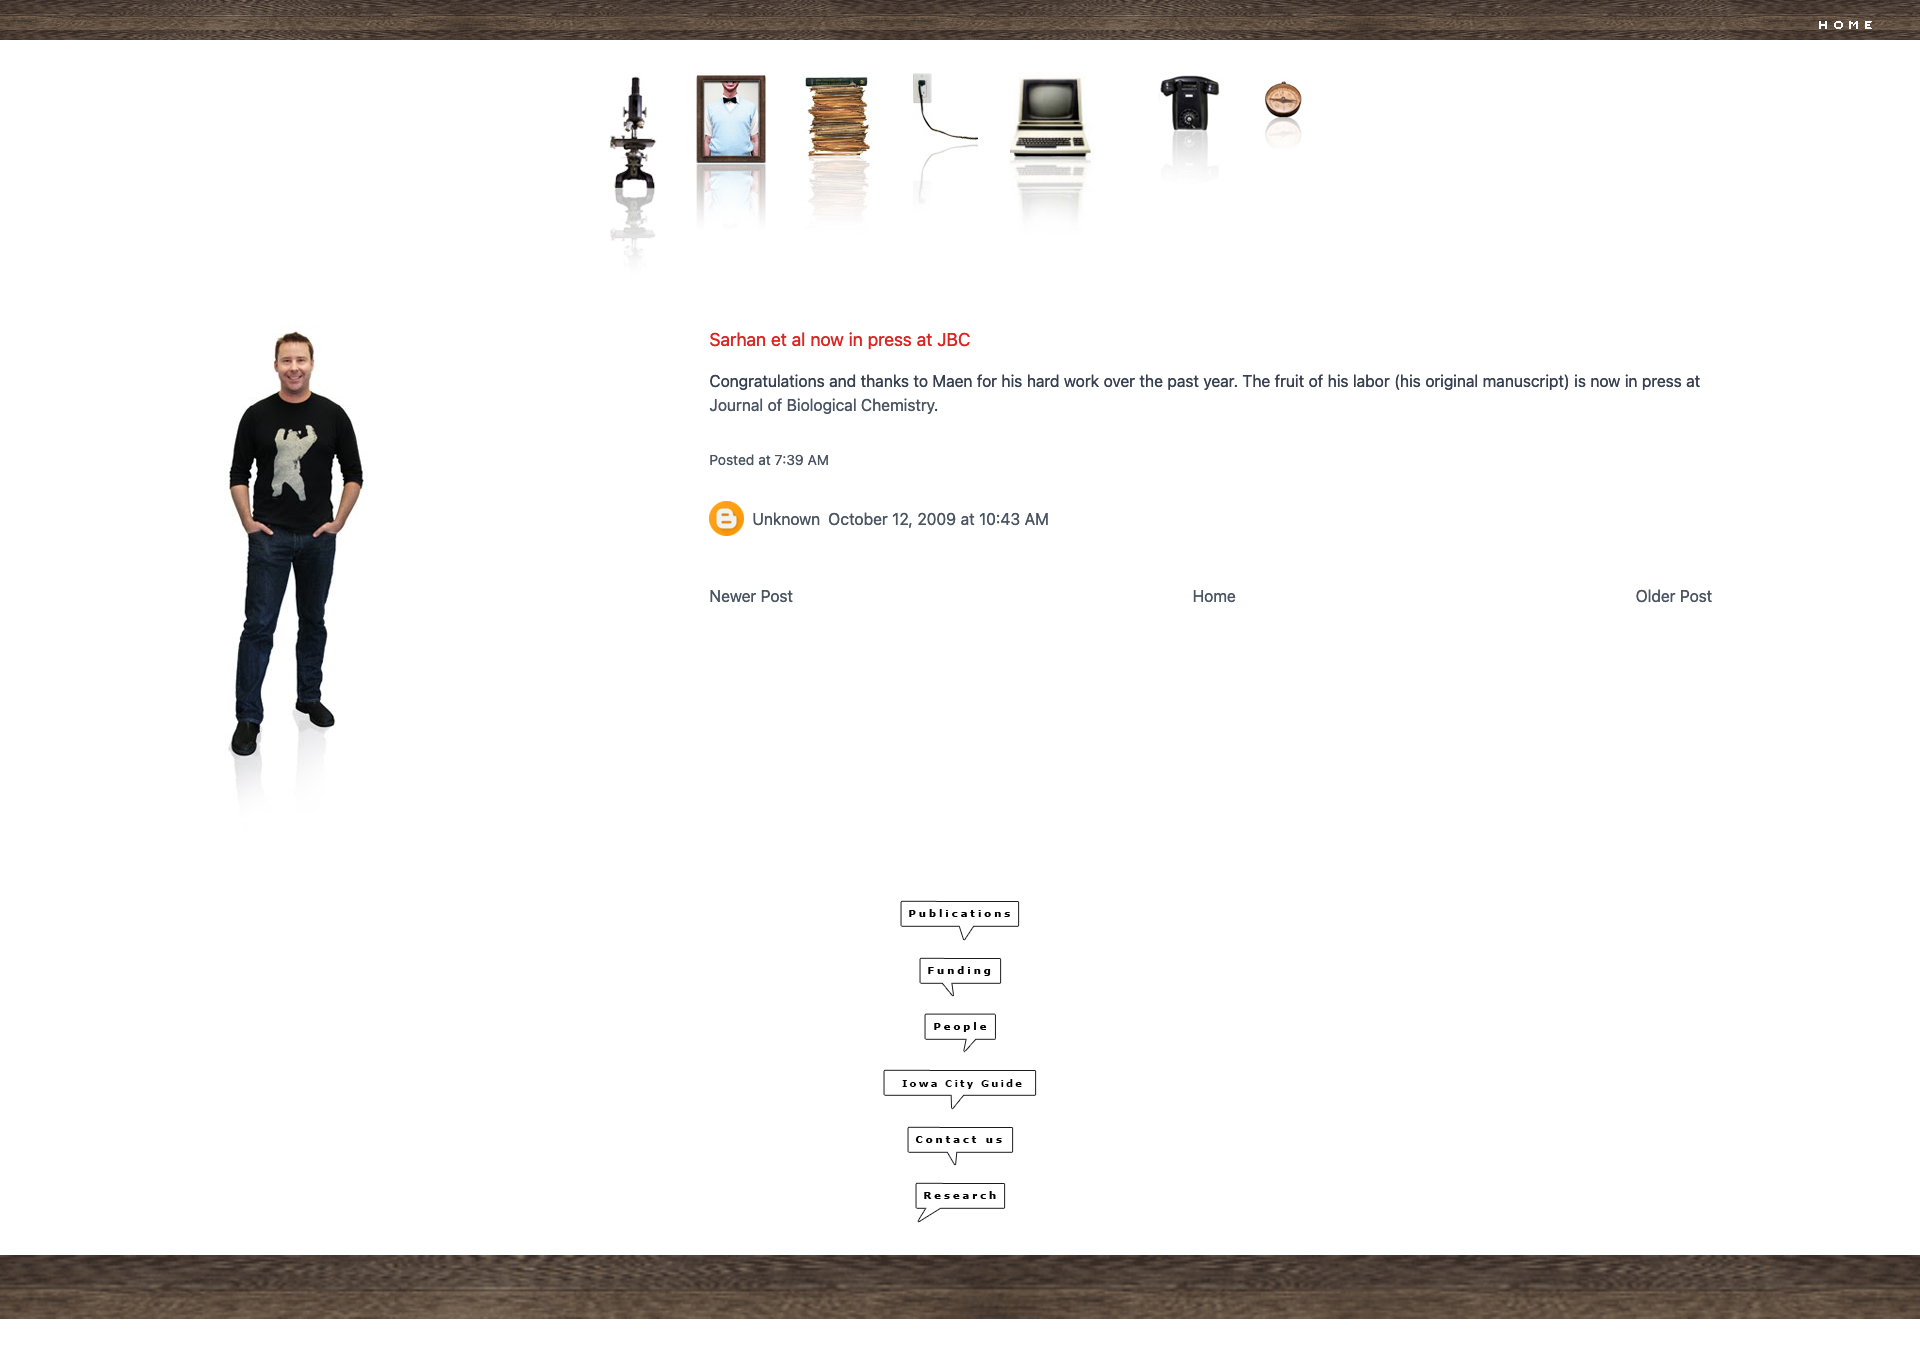 HOME
Sarhan et al now in press at JBC
Congratulations and thanks to Maen for his hard work over the past year. The fruit of his labor (his original manuscript) is now in press at
Journal of Biological Chemistry.
Posted at 7:39 AM
Unknown October 12, 2009 at 10:43 AM
Newer Post Home Older Post
Publications
Funding
People
Iowa City Guide
Contact us
Research